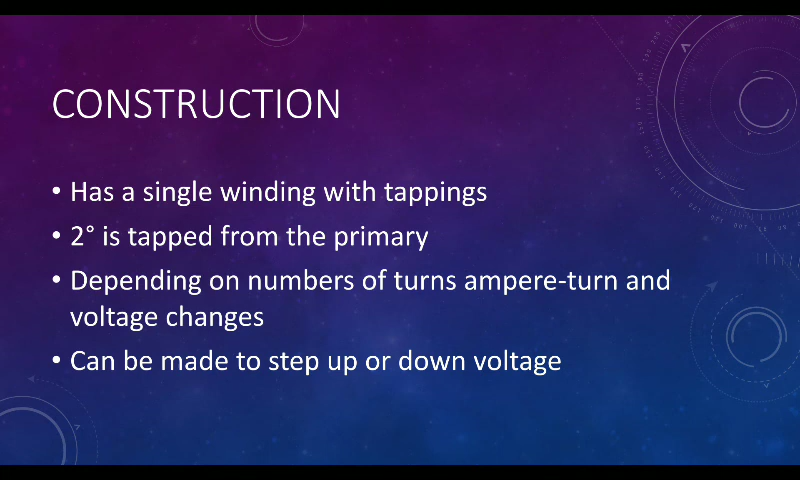 CONSTRUCTION
• Has a single winding with tappings
• 2° is tapped from the primary
• Depending on numbers of turns ampere-turn and
voltage changes
• Can be made to step up or down voltage